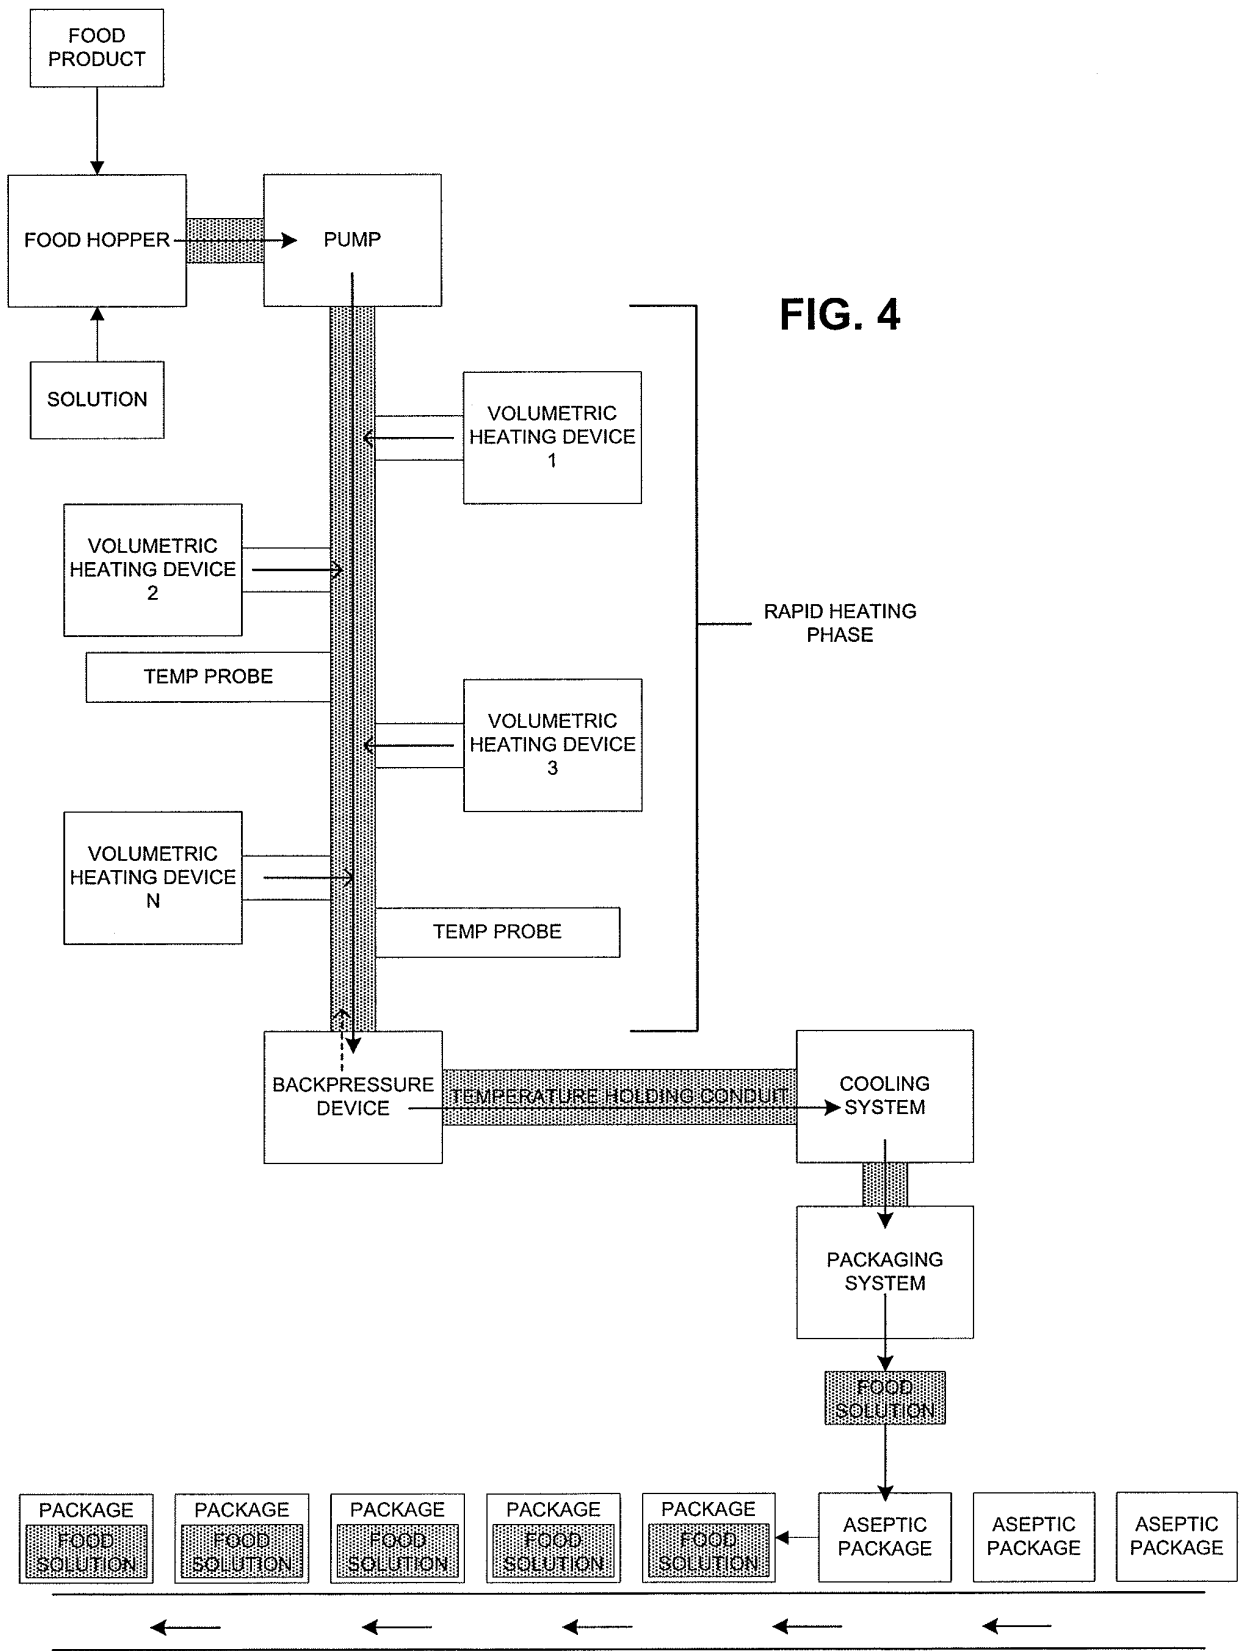 FOOD
PRODUCT
FOOD HOPPER
PUMP
FIG. 4
SOLUTION
VOLUMETRIC
HEATING DEVICE
1
VOLUMETRIC
HEATING DEVICE
2
RAPID HEATING
PHASE
TEMP PROBE
VOLUMETRIC
HEATING DEVICE
3
VOLUMETRIC
HEATING DEVICE
N
TEMP PROBE
BACKPRESSURE
DEVICE
TEMPERATURE HOLDING CONDUIT
COOLING
SYSTEM
PACKAGING
SYSTEM
FOOD
SOLUTION
PACKAGE
FOOD
SOLUTION
PACKAGE
FOOD
SOLUTION
PACKAGE
FOOD
SOLUTION
PACKAGE
FOOD
SOLUTION
PACKAGE
FOOD
SOLUTION
ASEPTIC
PACKAGE
ASEPTIC
PACKAGE
ASEPTIC
PACKAGE